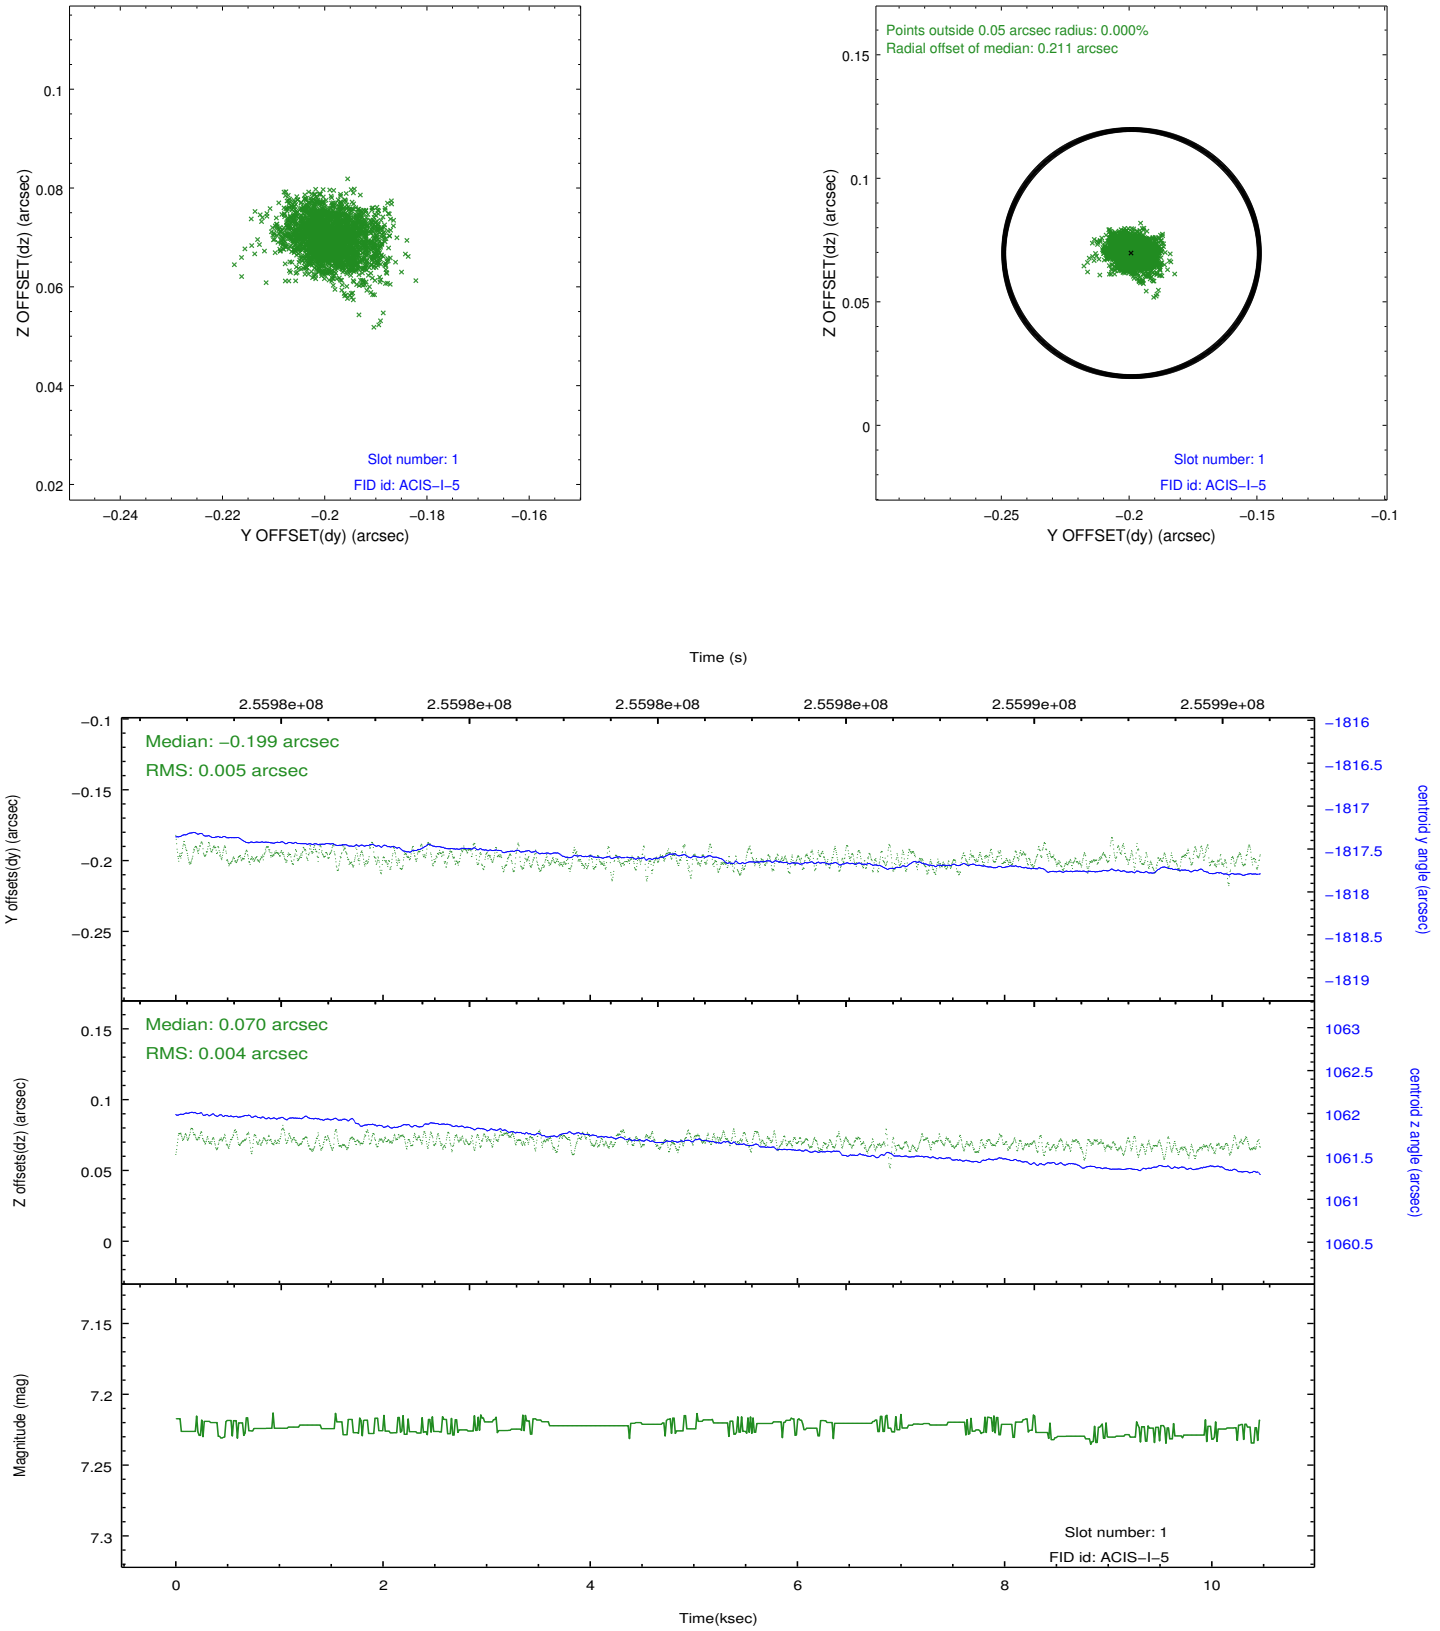 0.1
0.08
0.06
0.04
0.02
Z OFFSET(dz) (arcsec)
−0.24
−0.22
−0.2
−0.18
−0.16
Y OFFSET(dy) (arcsec)
Slot number: 1
FID id: ACIS−I−5
Points outside 0.05 arcsec radius: 0.000%
Radial offset of median: 0.211 arcsec
0.15
0.1
0.05
0
Z OFFSET(dz) (arcsec)
−0.25
−0.2
−0.15
−0.1
Y OFFSET(dy) (arcsec)
Slot number: 1
FID id: ACIS−I−5
Time (s)
2.5598e+08
2.5598e+08
2.5598e+08
2.5598e+08
2.5599e+08
2.5599e+08
Median: −0.199 arcsec
RMS: 0.005 arcsec
−0.1
−0.15
−0.2
−0.25
Y offsets(dy) (arcsec)
−1816
−1816.5
−1817
−1817.5
−1818
−1818.5
−1819
centroid y angle (arcsec)
Median: 0.070 arcsec
RMS: 0.004 arcsec
0.15
0.1
0.05
0
Z offsets(dz) (arcsec)
1063
1062.5
1062
1061.5
1061
1060.5
centroid z angle (arcsec)
7.15
7.2
7.25
7.3
Magnitude (mag)
Slot number: 1
FID id: ACIS−I−5
0
2
4
6
8
10
Time(ksec)